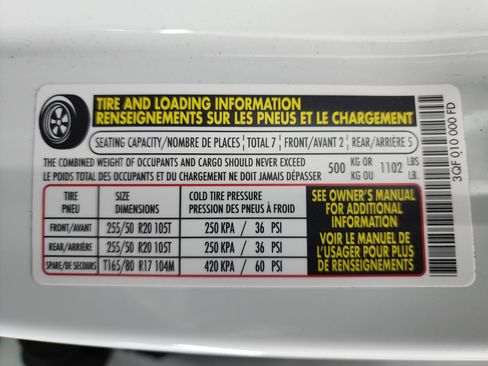 TIRE AND LOADING INFORMATION
RENSEIGNEMENTS SUR LES PNEUS ET LE CHARGEMENT
SEATING CAPACITY/NOMBRE DE PLACES TOTAL 7 FRONT/AVANT 2 REAR/ARRIÈRE 5
THE COMBINED WEIGHT OF OCCUPANTS AND CARGO SHOULD NEVER EXCEED 500 KG OR 1102 LBS
LE POIDS TOTAL DES OCCUPANTS ET DU CHARGEMENT NE DOIT JAMAIS DÉPASSER KG OU LB.
TIRE SIZE COLD TIRE PRESSURE
PNEU DIMENSIONS PRESSION DES PNEUS À FROID
FRONT/AVANT 255/50 R20 105T 250 KPA / 36 PSI
REAR/ARRIÈRE 255/50 R20 105T 250 KPA / 36 PSI
SPARE/DE SECOURS T165/80 R17 104M 420 KPA / 60 PSI
SEE OWNER'S MANUAL
FOR ADDITIONAL
INFORMATION
VOIR LE MANUEL DE
L'USAGER POUR PLUS
DE RENSEIGNEMENTS
3QF 010 000 FD